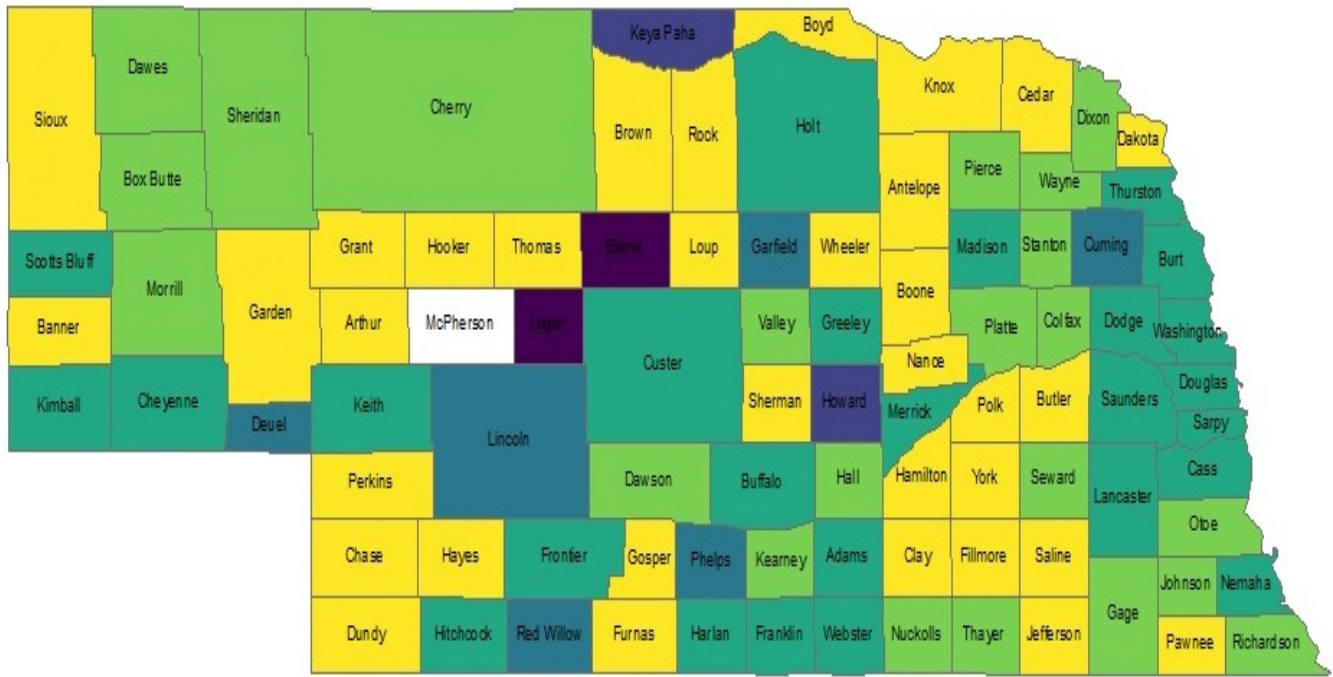 Keya Paha
Boyd
Dawes
Sheridan
Cherry
Knox
Cedar
Sioux
Dixon
Brown
Rock
Holt
Dakota
Box Butte
Antelope
Pierce
Wayne
Thurston
Scotts Bluff
Grant
Hooker
Thomas
Blaine
Loup
Garfield
Wheeler
Madison
Stanton
Cuming
Burt
Morrill
Garden
Boone
Banner
Arthur
McPherson
Logan
Valley
Greeley
Platte
Colfax
Dodge
Washington
Custer
Nance
Kimball
Cheyenne
Deuel
Keith
Sherman
Howard
Merrick
Polk
Butler
Saunders
Douglas
Sarpy
Lincoln
Perkins
Dawson
Buffalo
Hall
Hamilton
York
Seward
Lancaster
Cass
Otoe
Chase
Hayes
Frontier
Gosper
Phelps
Kearney
Adams
Clay
Fillmore
Saline
Gage
Johnson
Nemaha
Dundy
Hitchcock
Red Willow
Furnas
Harlan
Franklin
Webster
Nuckolls
Thayer
Jefferson
Pawnee
Richardson